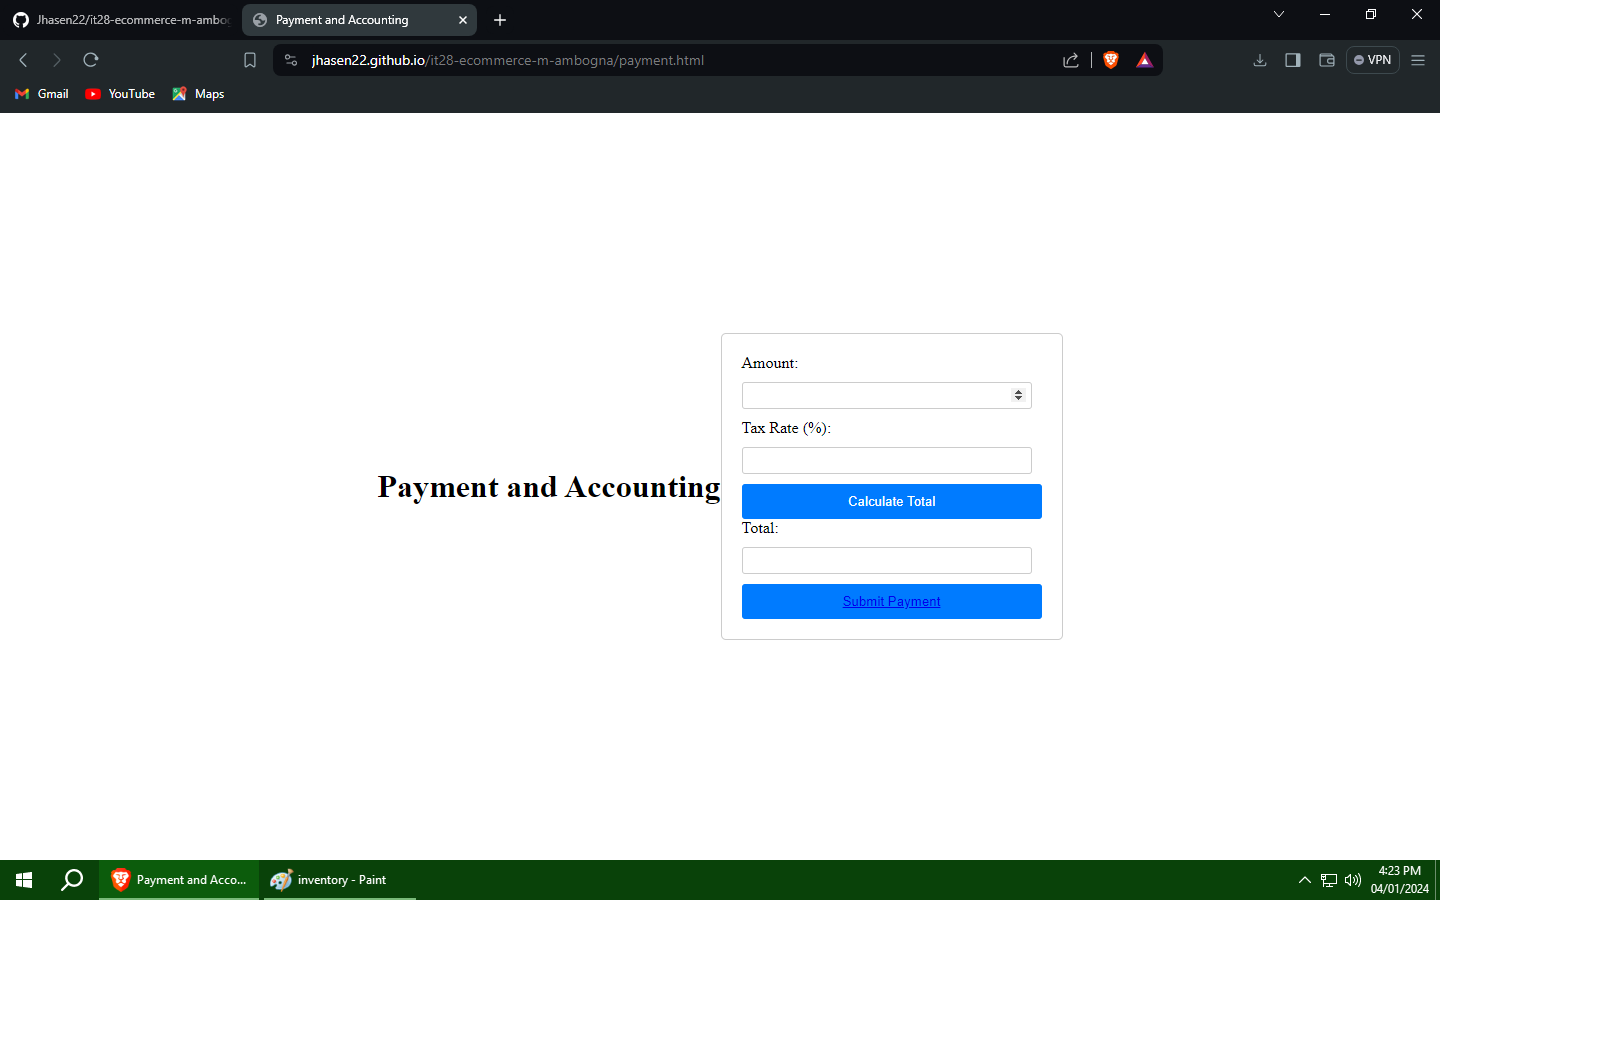 Jhasen22/it28-ecommerce-m-ambog
Payment and Accounting
jhasen22.github.io/it28-ecommerce-m-ambogna/payment.html
VPN
Gmail
YouTube
Maps
Payment and Accounting
Amount:
Tax Rate (%):
Calculate Total
Total:
Submit Payment
Payment and Acco...
inventory - Paint
4:23 PM
04/01/2024